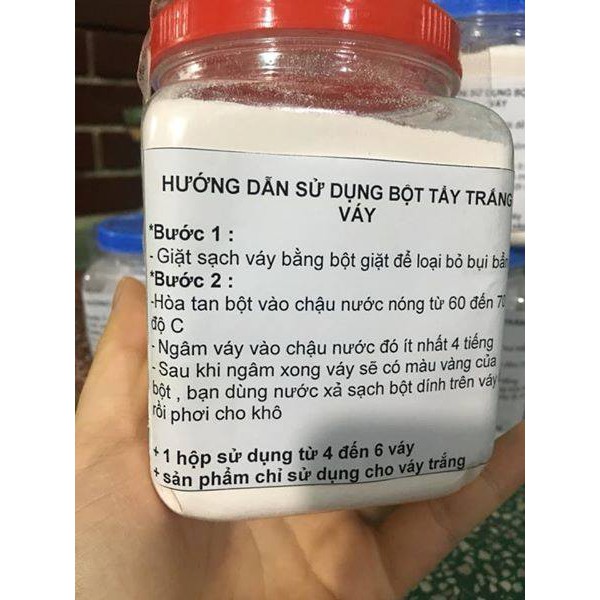 HƯỚNG DẪN SỬ DỤNG BỘT TẨY TRẮNG
VÁY
*Bước 1 :
- Giặt sạch váy bằng bột giặt để loại bỏ bụi bẩn
*Bước 2 :
-Hòa tan bột vào chậu nước nóng từ 60 đến 70
độ C
- Ngâm váy vào chậu nước đó ít nhất 4 tiếng
- Sau khi ngâm xong váy sẽ có màu vàng của
bột , bạn dùng nước xả sạch bột dính trên váy
rồi phơi cho khô
+ 1 hộp sử dụng từ 4 đến 6 váy
+ sản phẩm chỉ sử dụng cho váy trắng
SỬ DỤNG BỘ
VÁY